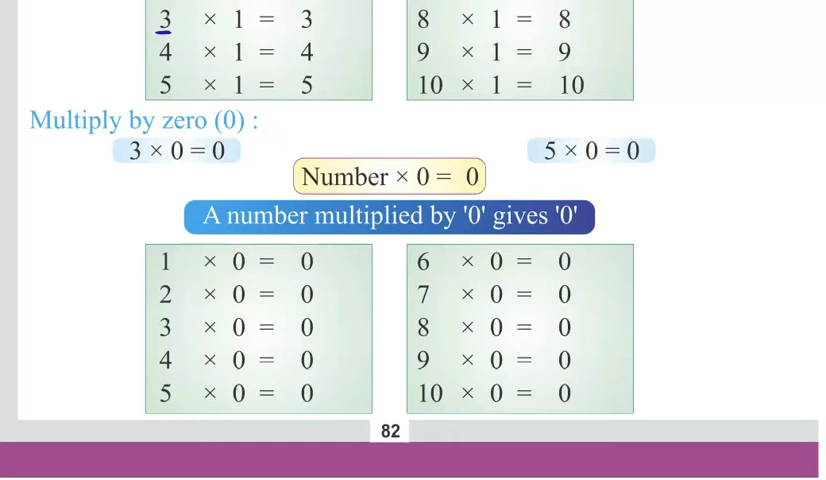 3 × 1 = 3 8 × 1 = 8
4 × 1 = 4 9 × 1 = 9
5 × 1 = 5 10 × 1 = 10
Multiply by zero (0) :
3 × 0 = 0 5 × 0 = 0
Number × 0 = 0
A number multiplied by '0' gives '0'
1 × 0 = 0 6 × 0 = 0
2 × 0 = 0 7 × 0 = 0
3 × 0 = 0 8 × 0 = 0
4 × 0 = 0 9 × 0 = 0
5 × 0 = 0 10 × 0 = 0
82